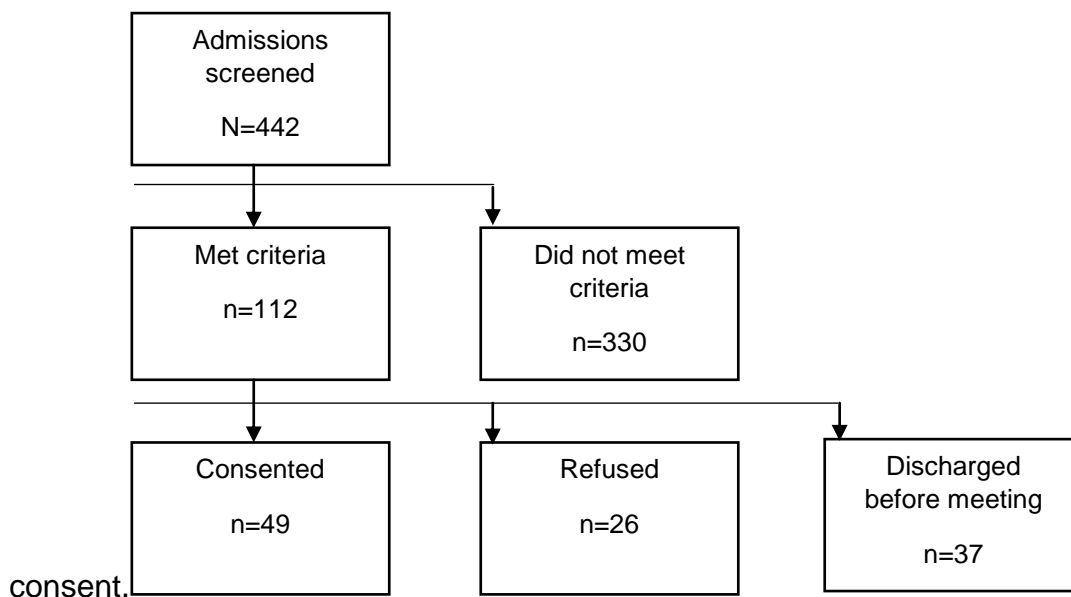 Admissions
screened
N=442
Met criteria
n=112
Did not meet
criteria
n=330
Consented
n=49
Refused
n=26
Discharged
before meeting
n=37
consent.